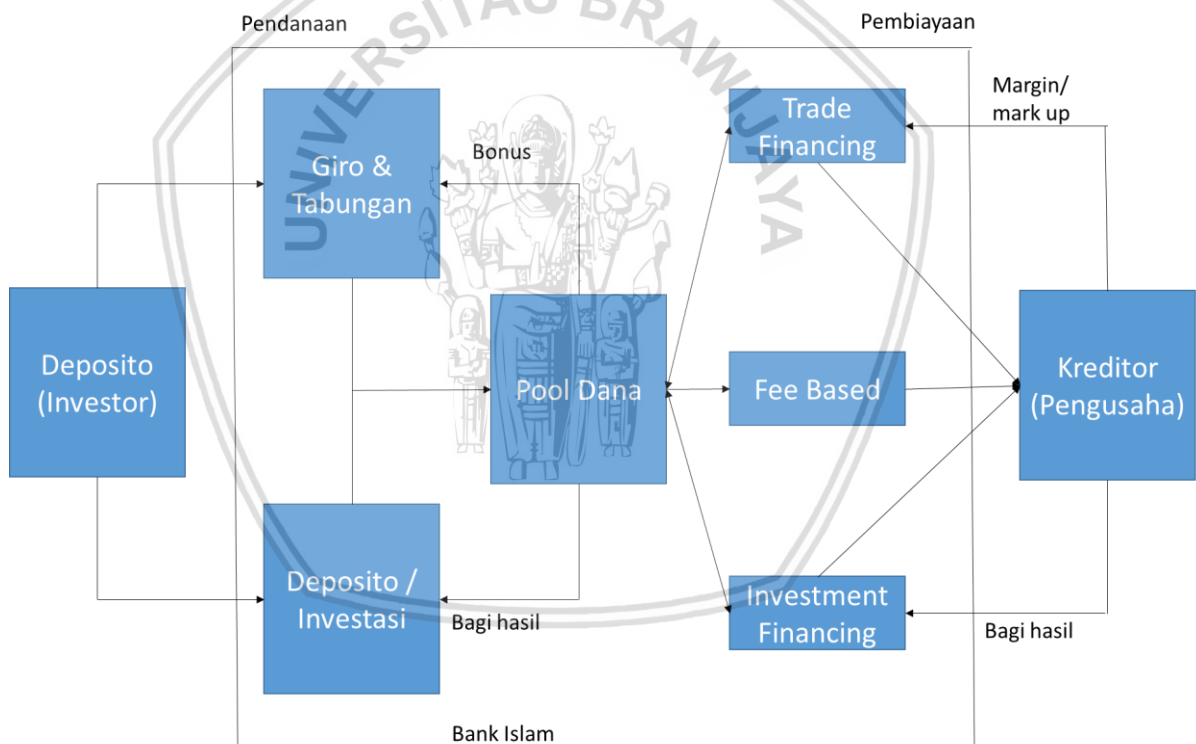 Pendanaan
Pembiayaan
UNIVERSITAS BRAWIJAYA
Giro &
Tabungan
Bonus
Trade
Financing
Margin/
mark up
Deposito
(Investor)
Pool Dana
Fee Based
Kreditor
(Pengusaha)
Deposito /
Investasi
Bagi hasil
Investment
Financing
Bagi hasil
Bank Islam